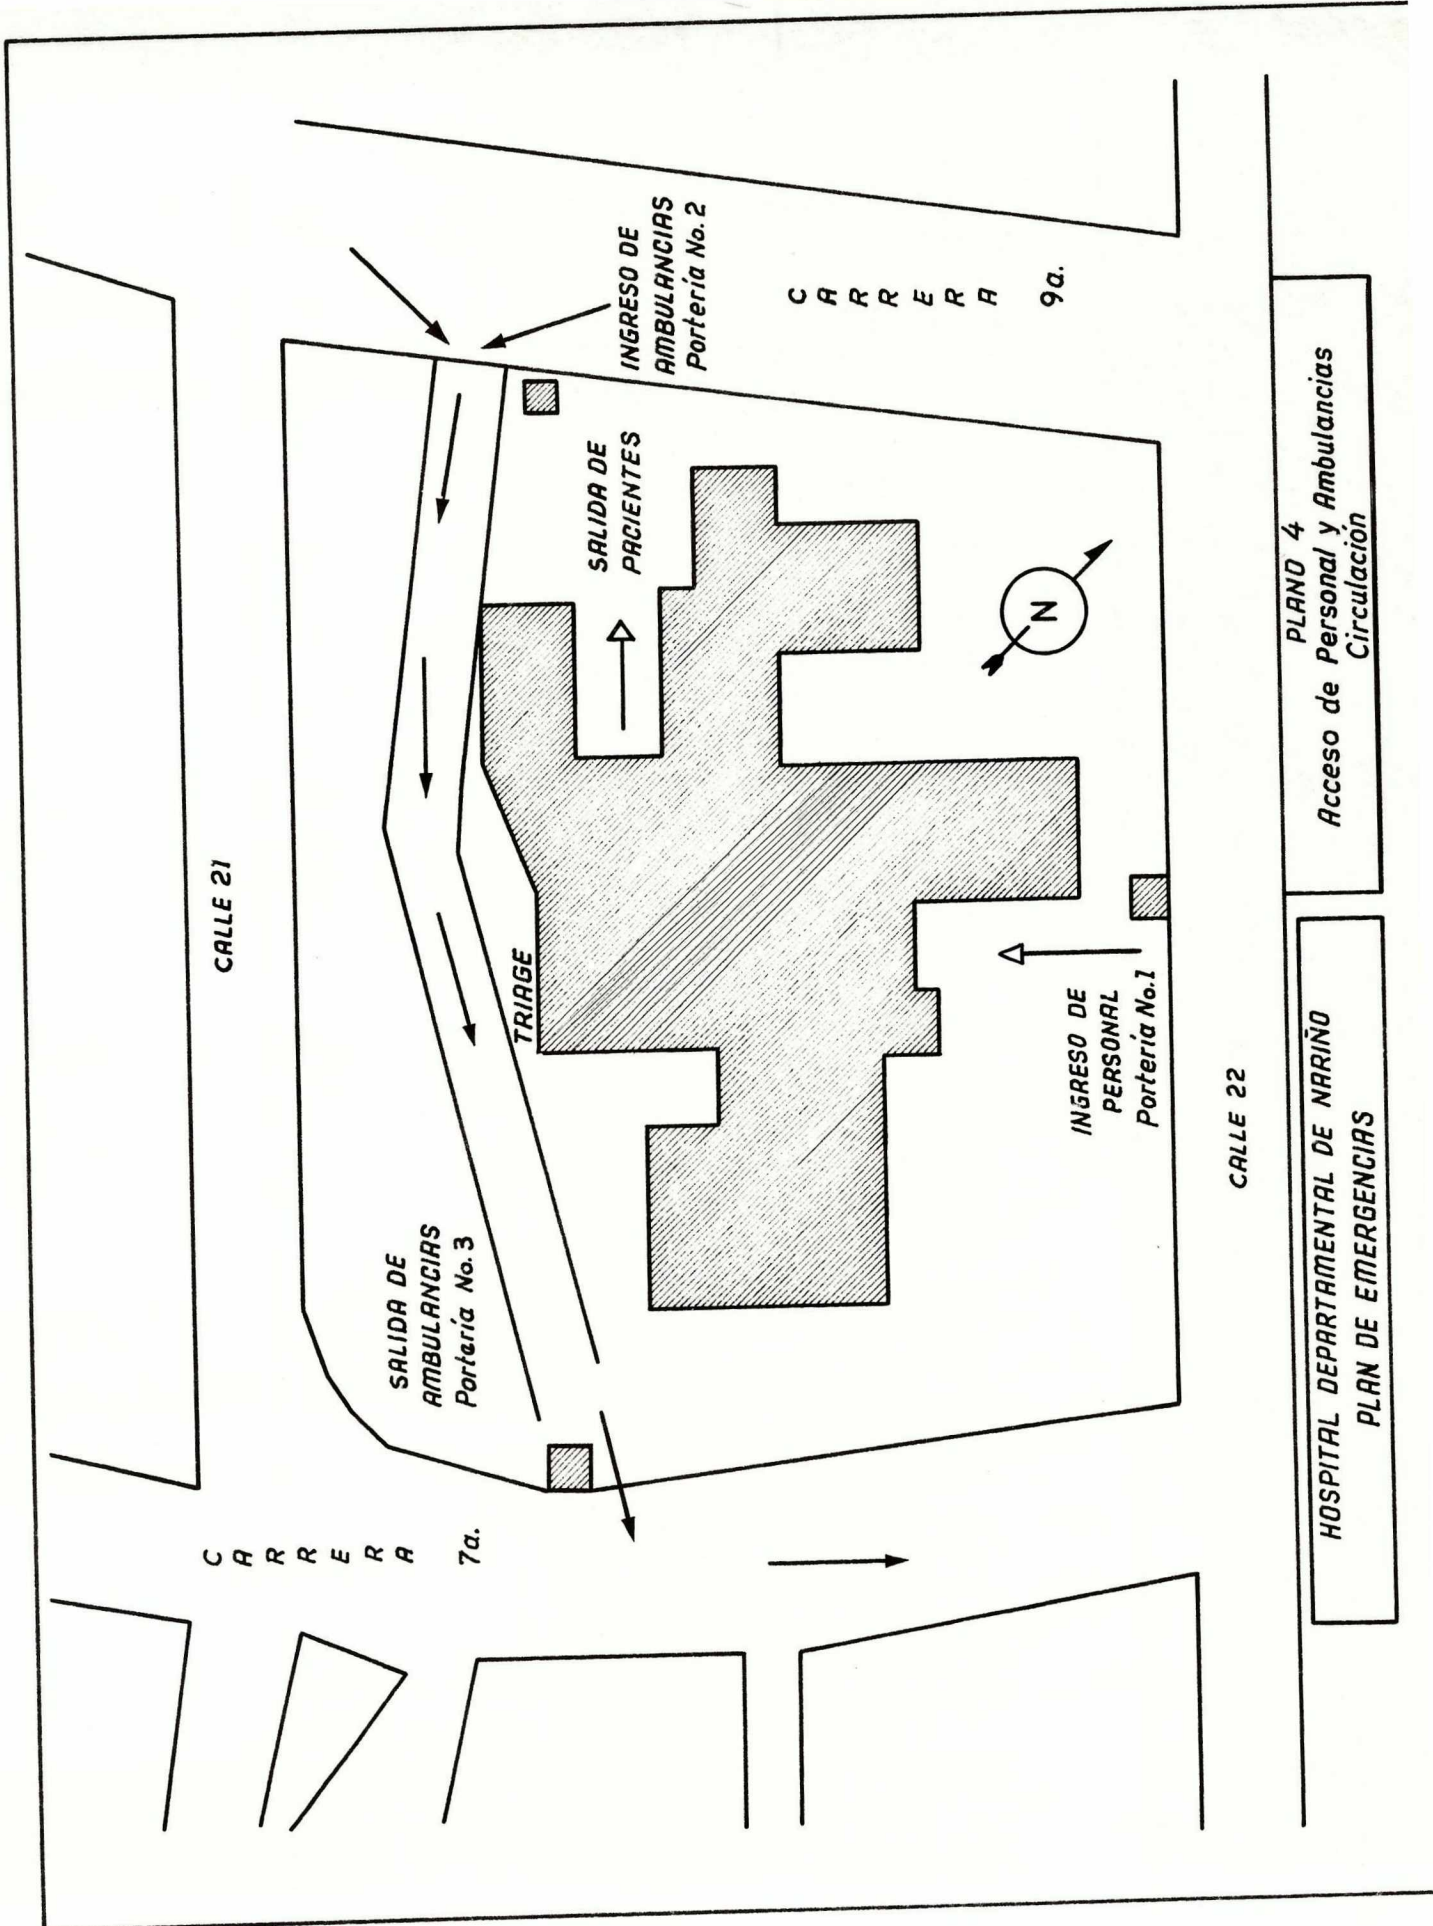 CALLE 21
CARRERA 7a.
CARRERA 9a.
SALIDA DE
AMBULANCIAS
Portería No. 3
TRIAGE
INGRESO DE
AMBULANCIAS
Portería No. 2
SALIDA DE
PACIENTES
N
INGRESO DE
PERSONAL
Portería No.1
CALLE 22
HOSPITAL DEPARTAMENTAL DE NARIÑO
PLAN DE EMERGENCIAS
PLANO 4
Acceso de Personal y Ambulancias
Circulación